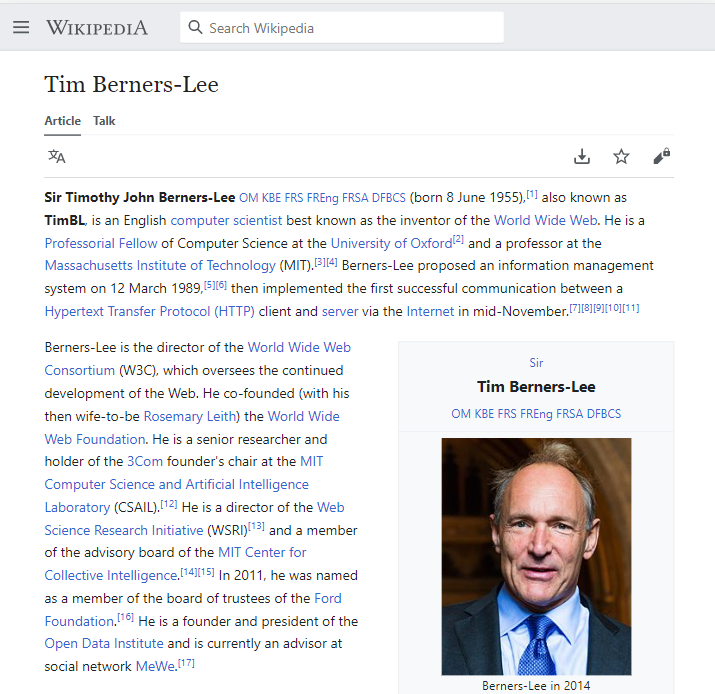 WIKIPEDIA
Search Wikipedia
Tim Berners-Lee
Article Talk
Sir Timothy John Berners-Lee OM KBE FRS FREng FRSA DFBCS (born 8 June 1955),[1] also known as
TimBL, is an English computer scientist best known as the inventor of the World Wide Web. He is a
Professorial Fellow of Computer Science at the University of Oxford[2] and a professor at the
Massachusetts Institute of Technology (MIT).[3][4] Berners-Lee proposed an information management
system on 12 March 1989,[5][6] then implemented the first successful communication between a
Hypertext Transfer Protocol (HTTP) client and server via the Internet in mid-November.[7][8][9][10][11]
Berners-Lee is the director of the World Wide Web
Consortium (W3C), which oversees the continued
development of the Web. He co-founded (with his
then wife-to-be Rosemary Leith) the World Wide
Web Foundation. He is a senior researcher and
holder of the 3Com founder's chair at the MIT
Computer Science and Artificial Intelligence
Laboratory (CSAIL).[12] He is a director of the Web
Science Research Initiative (WSRI)[13] and a member
of the advisory board of the MIT Center for
Collective Intelligence.[14][15] In 2011, he was named
as a member of the board of trustees of the Ford
Foundation.[16] He is a founder and president of the
Open Data Institute and is currently an advisor at
social network MeWe.[17]
Sir
Tim Berners-Lee
OM KBE FRS FREng FRSA DFBCS
Berners-Lee in 2014